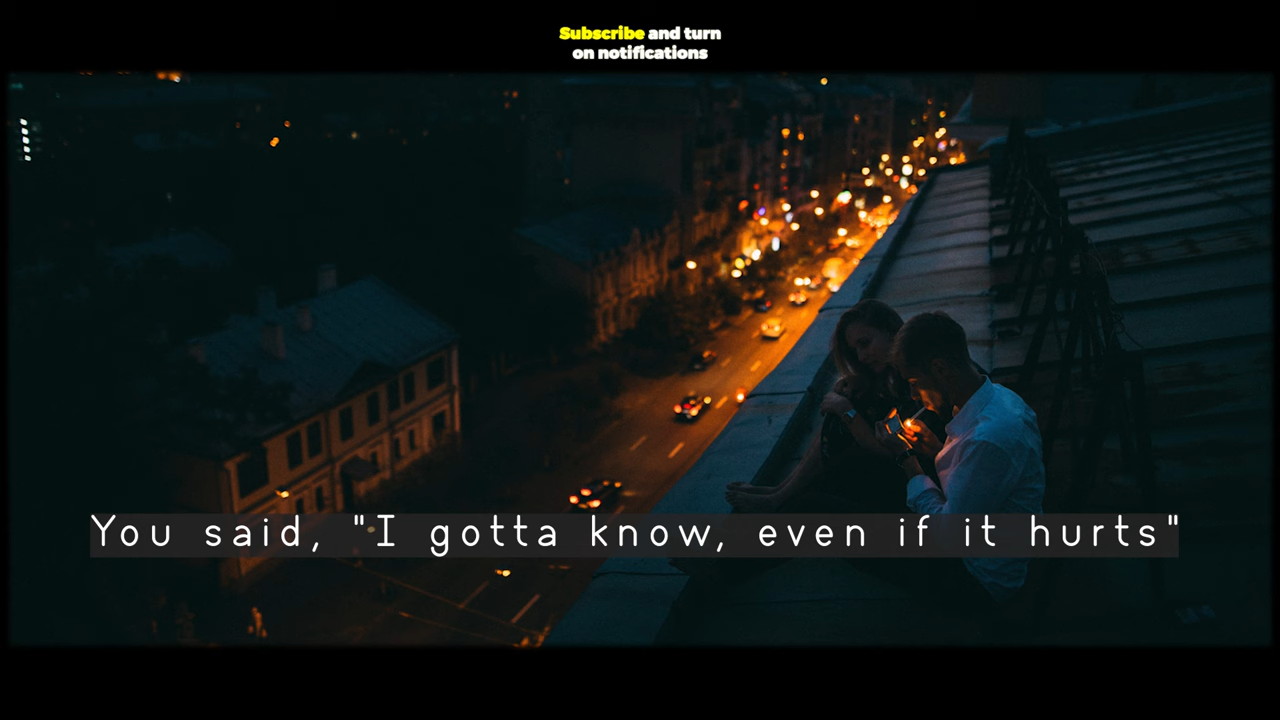 Subscribe and turn
on notifications
You said, "I gotta know, even if it hurts"